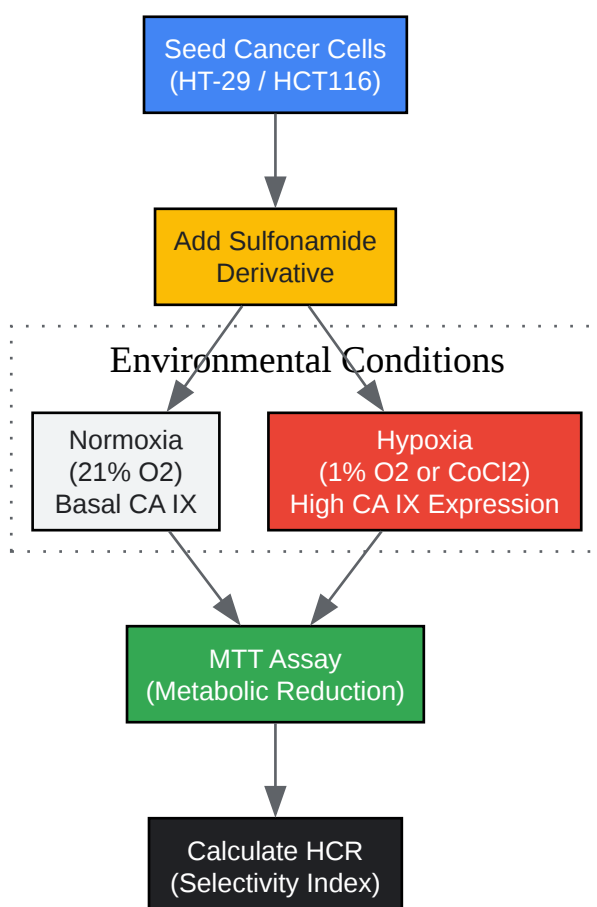 Seed Cancer Cells
(HT-29 / HCT116)
Add Sulfonamide
Derivative
Environmental Conditions
Normoxia
(21% O2)
Basal CA IX
Hypoxia
(1% O2 or CoCl2)
High CA IX Expression
MTT Assay
(Metabolic Reduction)
Calculate HCR
(Selectivity Index)